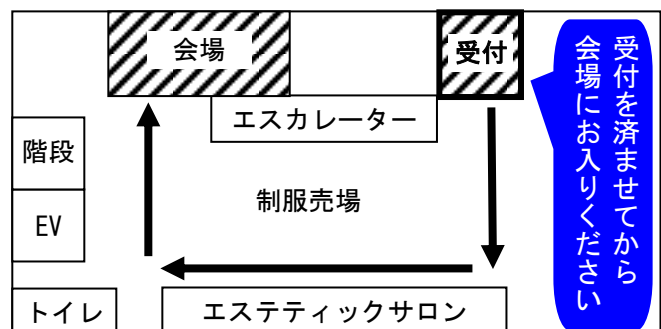 会場
受付
エスカレーター
階段
EV
制服売場
トイレ
エステティックサロン
受付を済ませてから
会場にお入りください